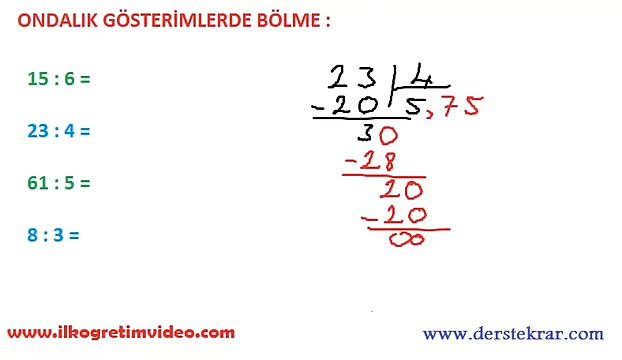 ONDALIK GÖSTERİMLERDE BÖLME :
15 : 6 =
23 : 4 =
61 : 5 =
8 : 3 =
23 4
-20 5,75
30
-28
20
-20
00
www.ilkogretimvideo.com
www.derstekrar.com